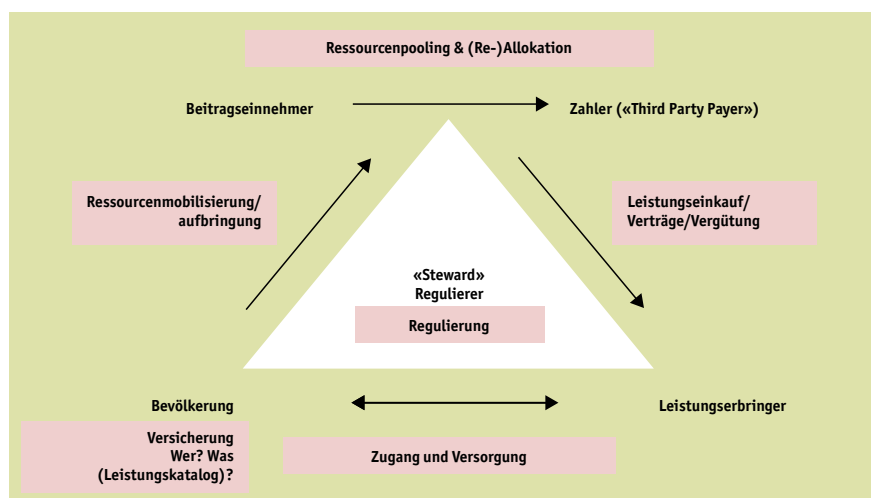 Ressourcenpooling & (Re-)Allokation
Beitragseinnehmer
Zahler («Third Party Payer»)
Ressourcenmobilisierung/
aufbringung
Leistungseinkauf/
Verträge/Vergütung
«Steward»
Regulierer
Regulierung
Bevölkerung
Leistungserbringer
Versicherung
Wer? Was
(Leistungskatalog)?
Zugang und Versorgung